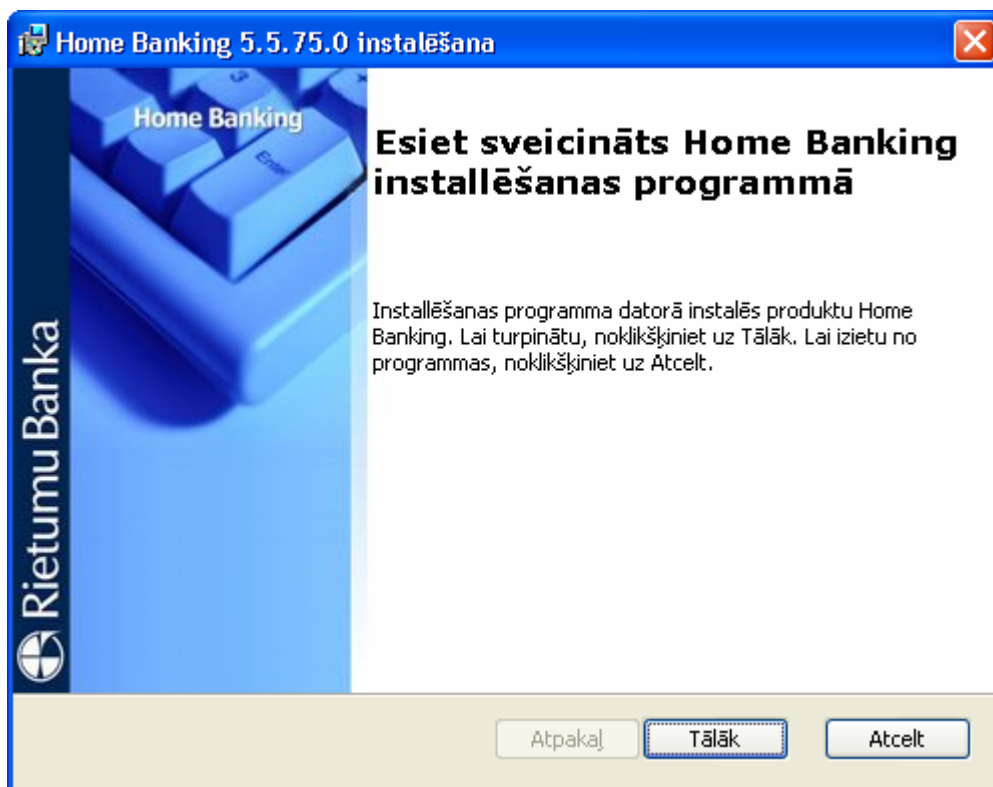 Home Banking 5.5.75.0 instalēšana
Home Banking
Enter
Rietumu Banka
Esiet sveicināts Home Banking
installēšanas programmā
Installēšanas programma datorā instalēs produktu Home
Banking. Lai turpinātu, noklikšķiniet uz Tālāk. Lai izietu no
programmas, noklikšķiniet uz Atcelt.
Atpakaļ
Tālāk
Atcelt